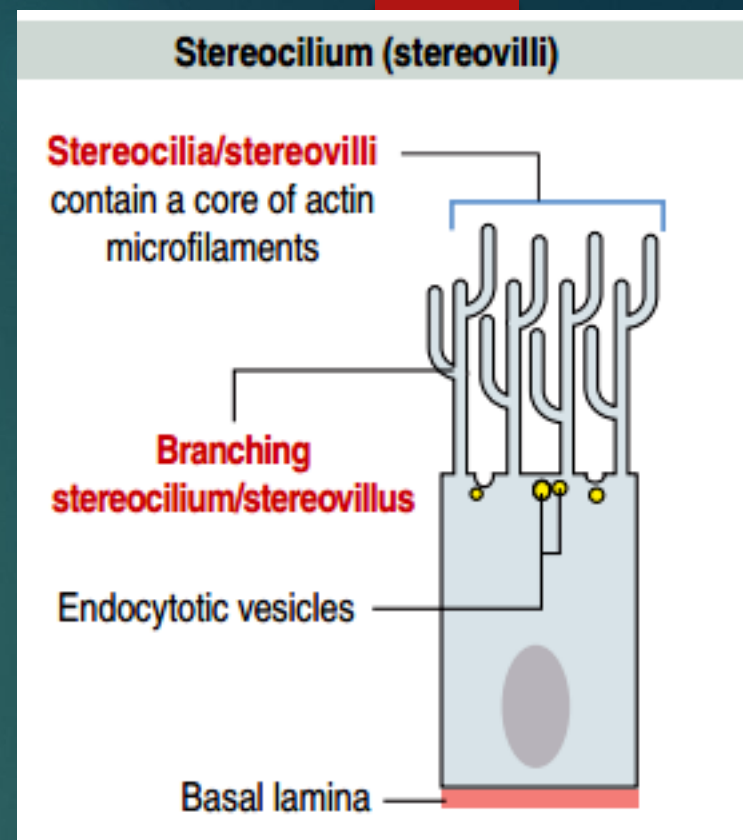 Stereocilium (stereovilli)
Stereocilia/stereovilli
contain a core of actin
microfilaments
Branching
stereocilium/stereovillus
Endocytotic vesicles
Basal lamina